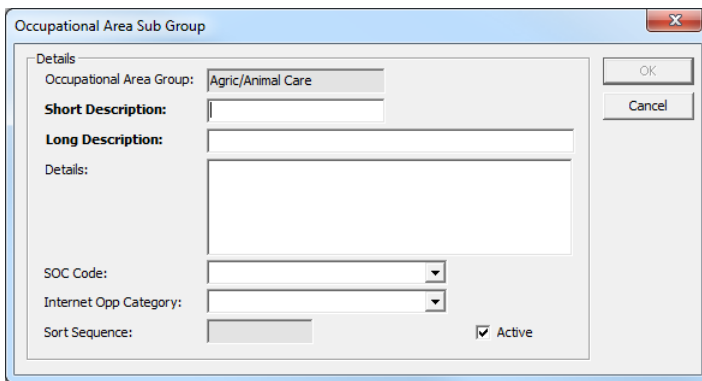 Occupational Area Sub Group
Details
Occupational Area Group: Agric/Animal Care
OK
Short Description:
Cancel
Long Description:
Details:
SOC Code:
Internet Opp Category:
Sort Sequence:
Active